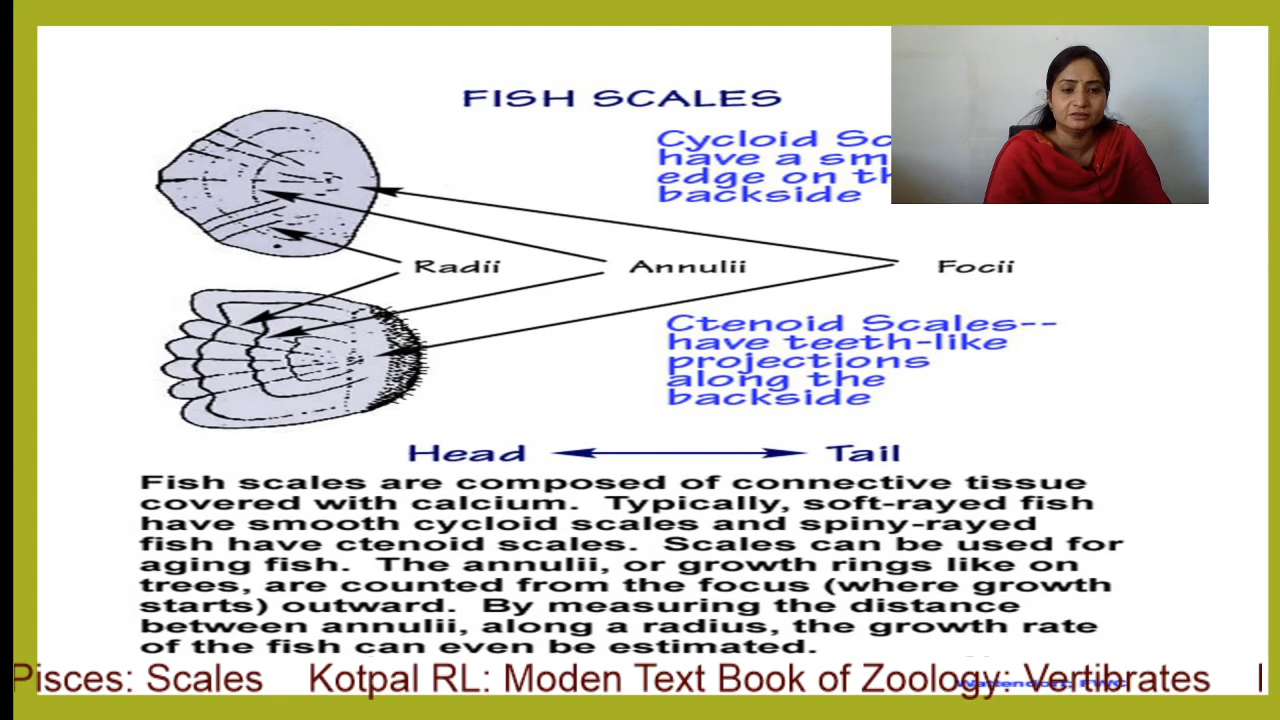 FISH SCALES
Cycloid Sc
have a sm
edge on th
backside
Radii
Annulii
Focii
Ctenoid Scales--
have teeth-like
projections
along the
backside
Head
Tail
Fish scales are composed of connective tissue
covered with calcium. Typically, soft-rayed fish
have smooth cycloid scales and spiny-rayed
fish have ctenoid scales. Scales can be used for
aging fish. The annulii, or growth rings like on
trees, are counted from the focus (where growth
starts) outward. By measuring the distance
between annulii, along a radius, the growth rate
of the fish can even be estimated.
Pisces: Scales Kotpal RL: Moden Text Book of Zoology: Vertibrates